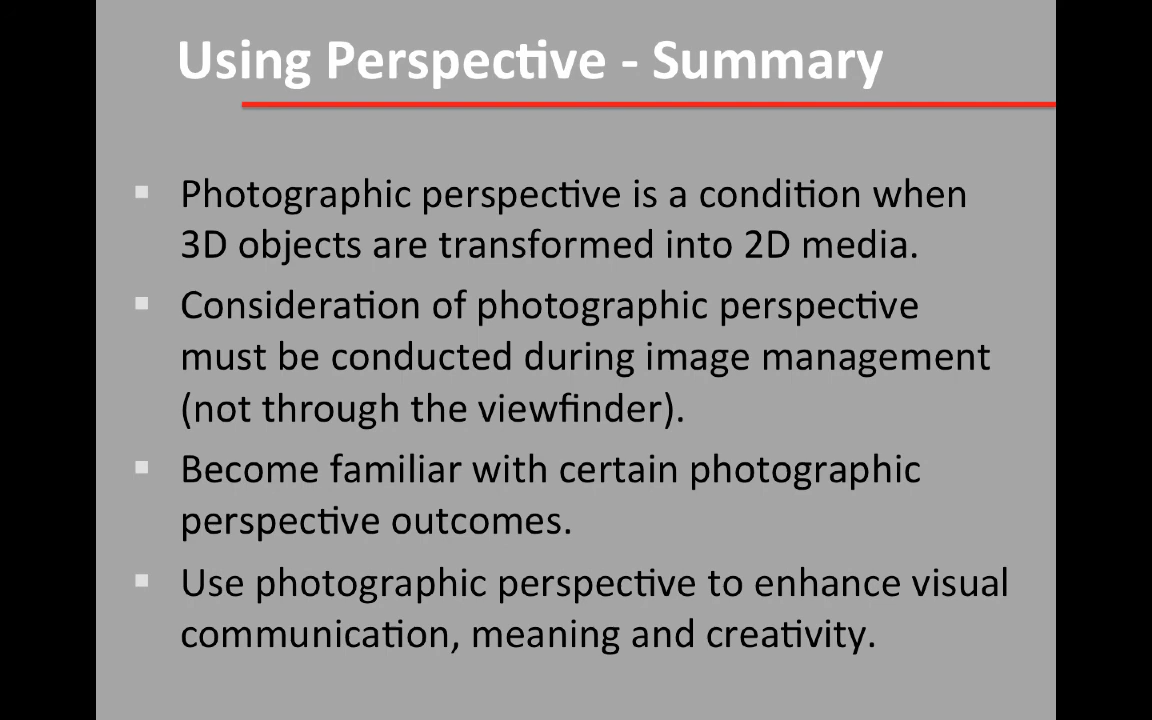 Using Perspective - Summary
Photographic perspective is a condition when
3D objects are transformed into 2D media.
Consideration of photographic perspective
must be conducted during image management
(not through the viewfinder).
Become familiar with certain photographic
perspective outcomes.
Use photographic perspective to enhance visual
communication, meaning and creativity.